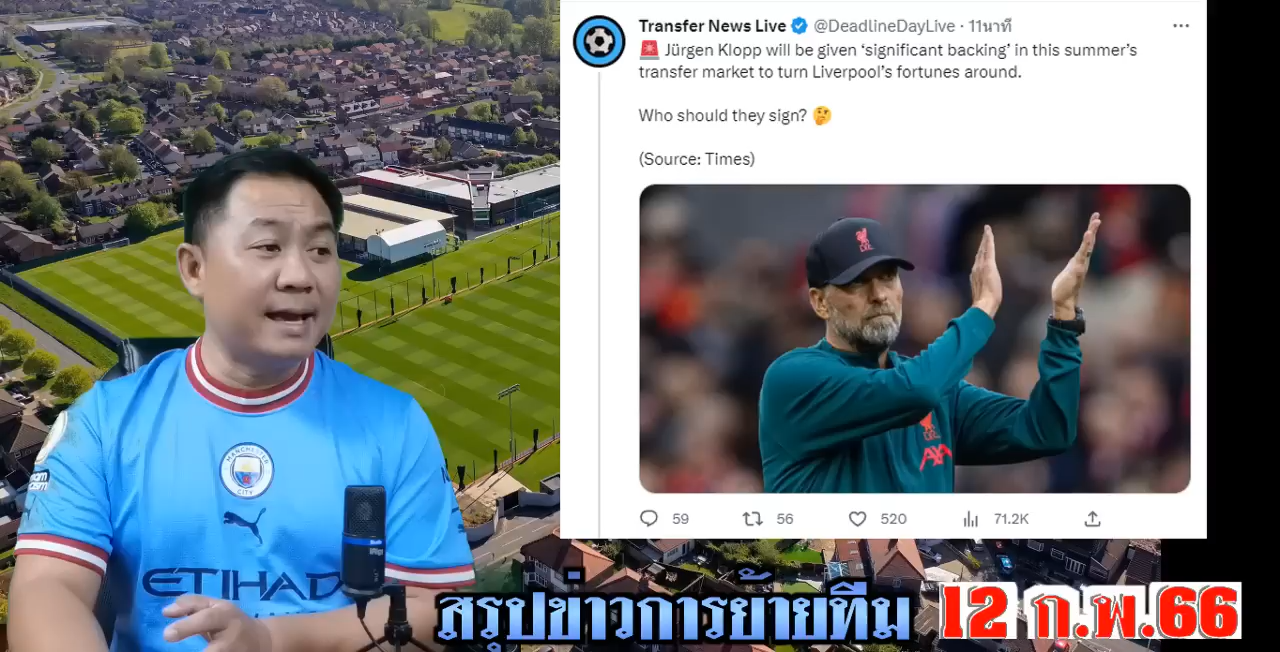 Transfer News Live @DeadlineDayLive · 11นาที
🚨 Jürgen Klopp will be given ‘significant backing’ in this summer’s
transfer market to turn Liverpool’s fortunes around.
Who should they sign? 🤔
(Source: Times)
59 56 520 71.2K
MANCHESTER
CITY
ETIHAD
สรุปข่าวการย้ายทีม 12 ก.พ.66